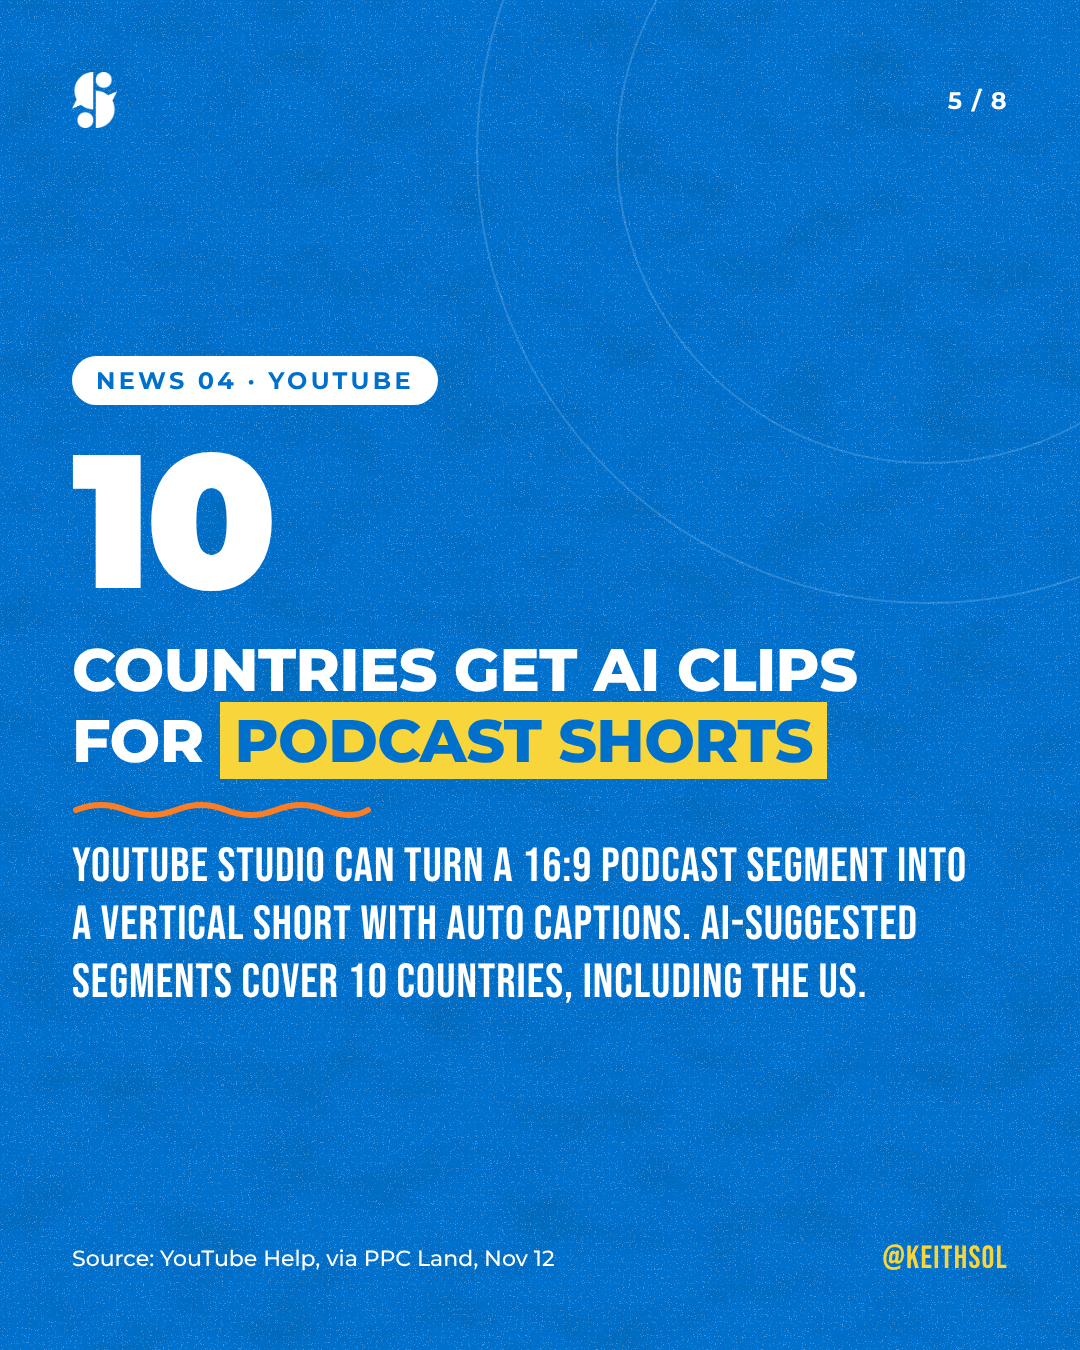 5 / 8
NEWS 04 · YOUTUBE
10
COUNTRIES GET AI CLIPS
FOR PODCAST SHORTS
YOUTUBE STUDIO CAN TURN A 16:9 PODCAST SEGMENT INTO
A VERTICAL SHORT WITH AUTO CAPTIONS. AI-SUGGESTED
SEGMENTS COVER 10 COUNTRIES, INCLUDING THE US.
Source: YouTube Help, via PPC Land, Nov 12
@KEITHSOL